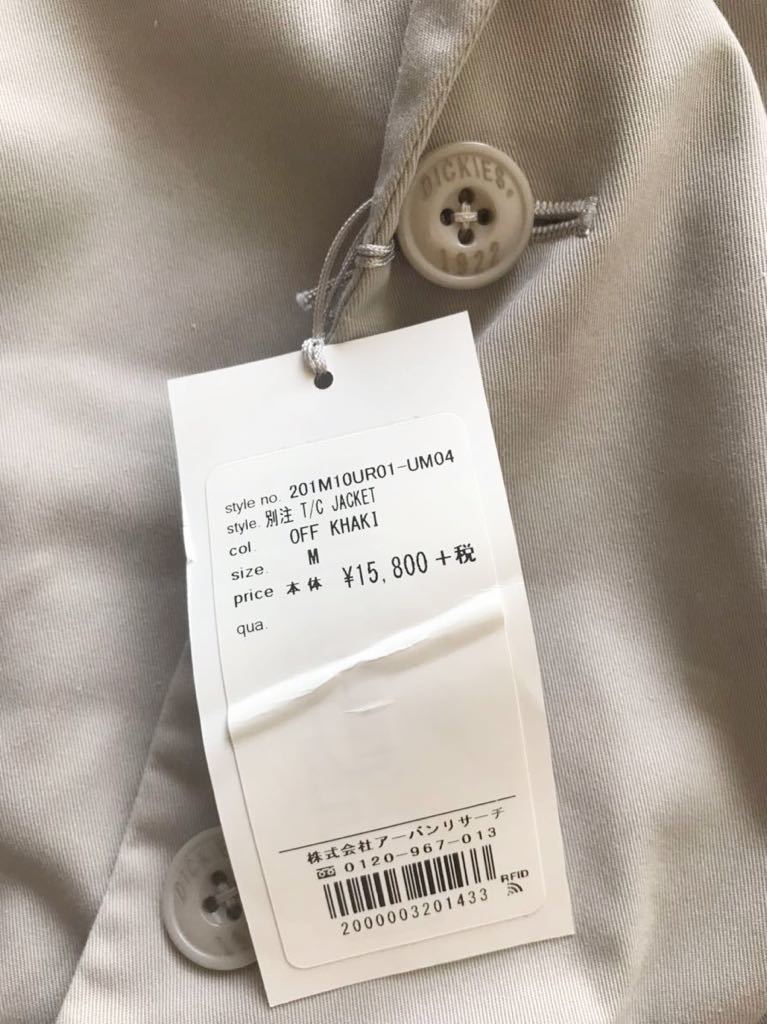 DICKIES.
1922
style no. 201M10UR01-UM04
style. 別注 T/C JACKET
col. OFF KHAKI
size. M
price 本体 ¥15,800+税
qua.
株式会社アーバンリサーチ
0120-967-013
RFID
2000003201433